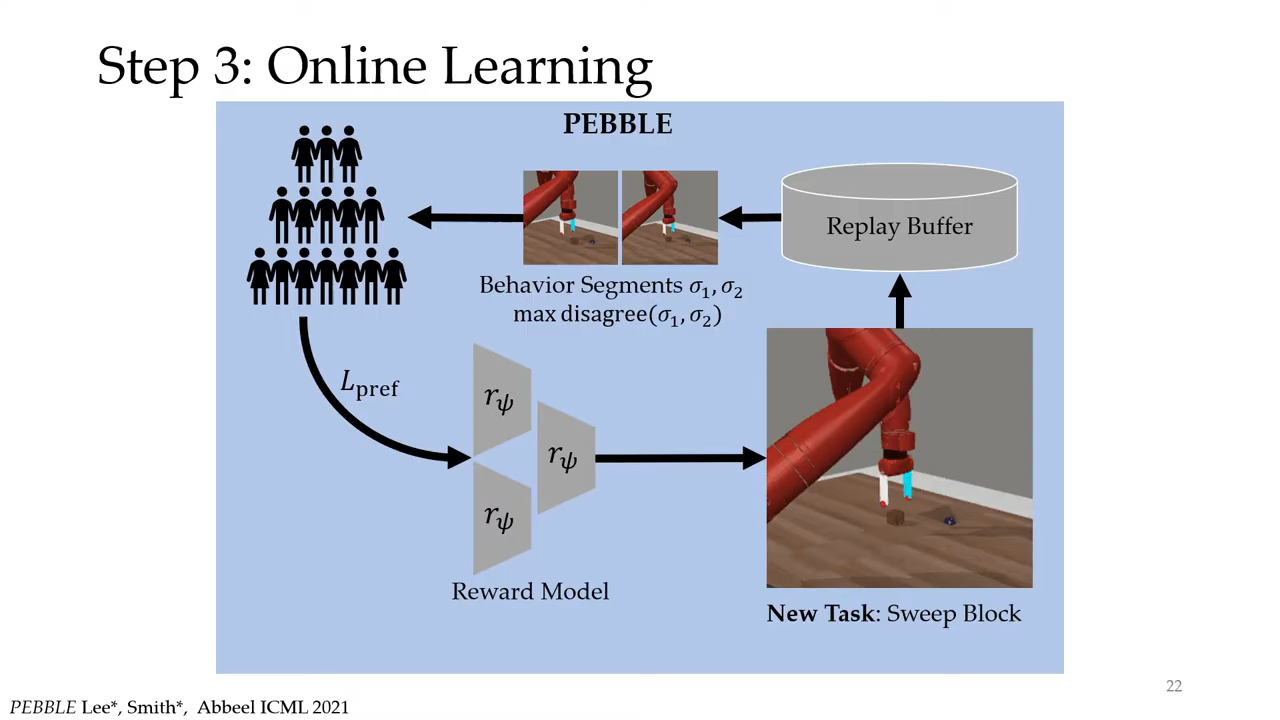 Step 3: Online Learning
PEBBLE
Replay Buffer
Behavior Segments σ₁, σ₂
max disagree(σ₁, σ₂)
L_pref
r_ψ
r_ψ
r_ψ
Reward Model
New Task: Sweep Block
22
PEBBLE Lee*, Smith*, Abbeel ICML 2021